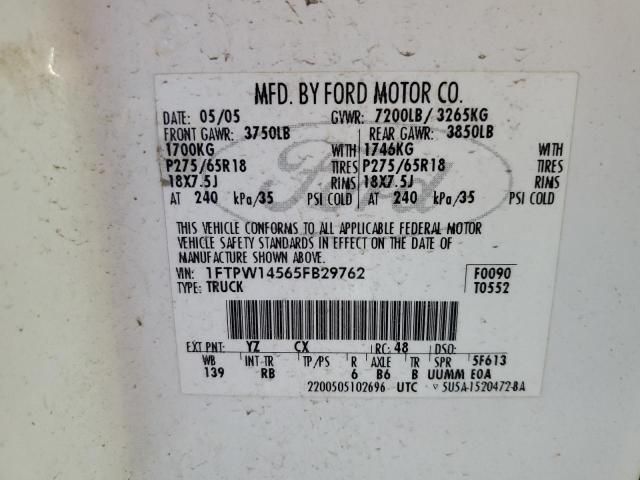 MFD. BY FORD MOTOR CO.
DATE: 05/05 GVWR: 7200LB/ 3265KG
FRONT GAWR: 3750LB REAR GAWR: 3850LB
1700KG WITH 1746KG WITH
P275/65R18 TIRES P275/65R18 TIRES
18X7.5J RIMS 18X7.5J RIMS
AT 240 kPa/35 PSI COLD AT 240 kPa/35 PSI COLD
Ford
THIS VEHICLE CONFORMS TO ALL APPLICABLE FEDERAL MOTOR
VEHICLE SAFETY STANDARDS IN EFFECT ON THE DATE OF
MANUFACTURE SHOWN ABOVE.
VIN: 1FTPW14565FB29762 F0090
TYPE: TRUCK T0552
EXT PNT: YZ CX RC: 48 DSO:
WB INT TR TP/PS R AXLE TR SPR 5F613
139 RB 6 B6 B UUMM EOA
2200505102696 UTC 5U5A-1520472-BA